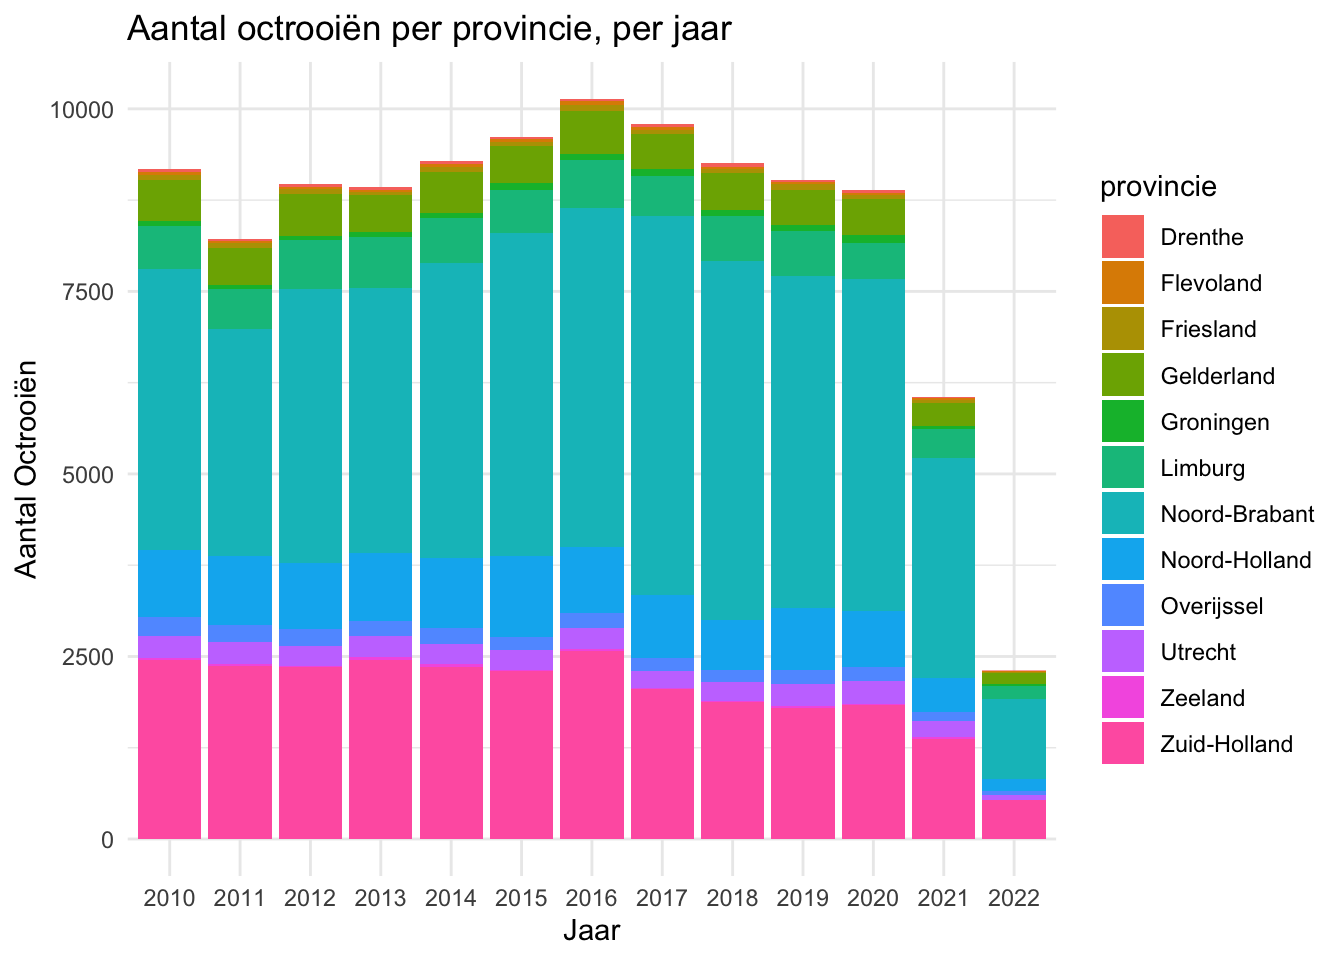 Aantal octrooiën per provincie, per jaar
Aantal Octrooiën
10000
7500
5000
2500
0
2010 2011 2012 2013 2014 2015 2016 2017 2018 2019 2020 2021 2022
Jaar
provincie
Drenthe
Flevoland
Friesland
Gelderland
Groningen
Limburg
Noord-Brabant
Noord-Holland
Overijssel
Utrecht
Zeeland
Zuid-Holland